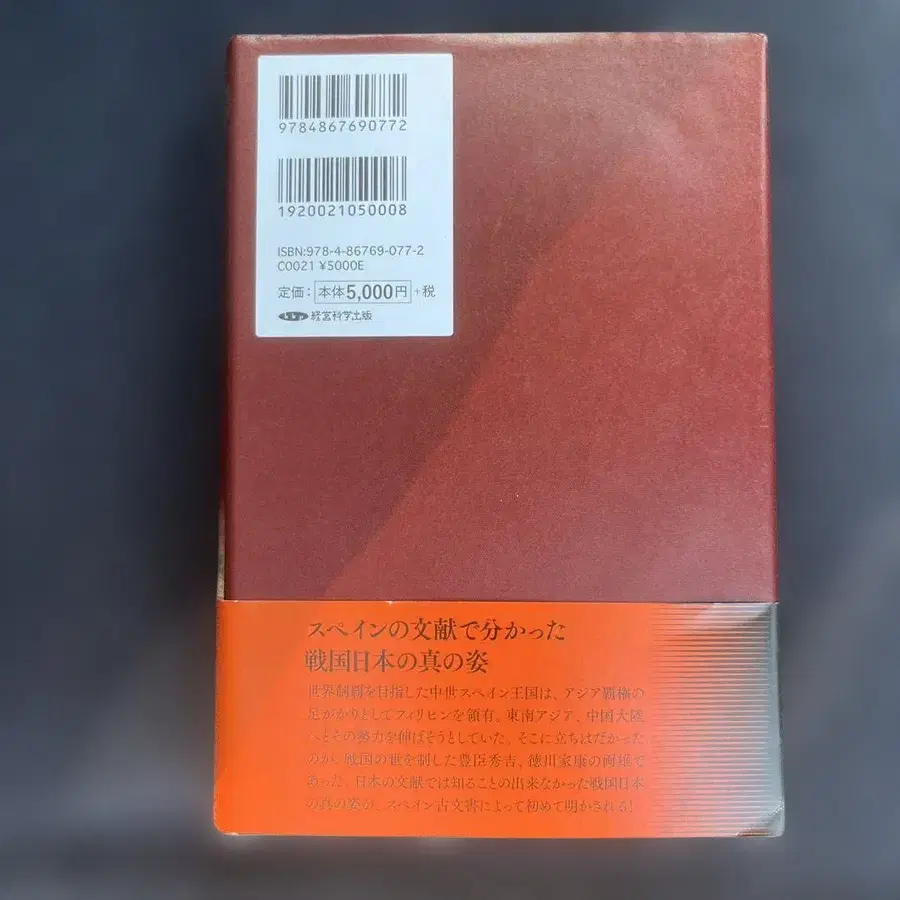 9784867690772
1920021050008
ISBN:978-4-86769-077-2
C0021 ¥5000E
定価：本体5,000円＋税
経営科学出版
スペインの文献で分かった
戦国日本の真の姿
世界制覇を目指した中世スペイン王国は、アジア覇権の
足がかりとしてフィリピンを領有。東南アジア、中国大陸
へとその勢力を伸ばそうとしていた。そこに立ちはだかった
のが、戦国の世を制した豊臣秀吉、徳川家康の両雄で
あった。日本の文献では知ることの出来なかった戦国日本
の真の姿が、スペイン古文書によって初めて明かされる！